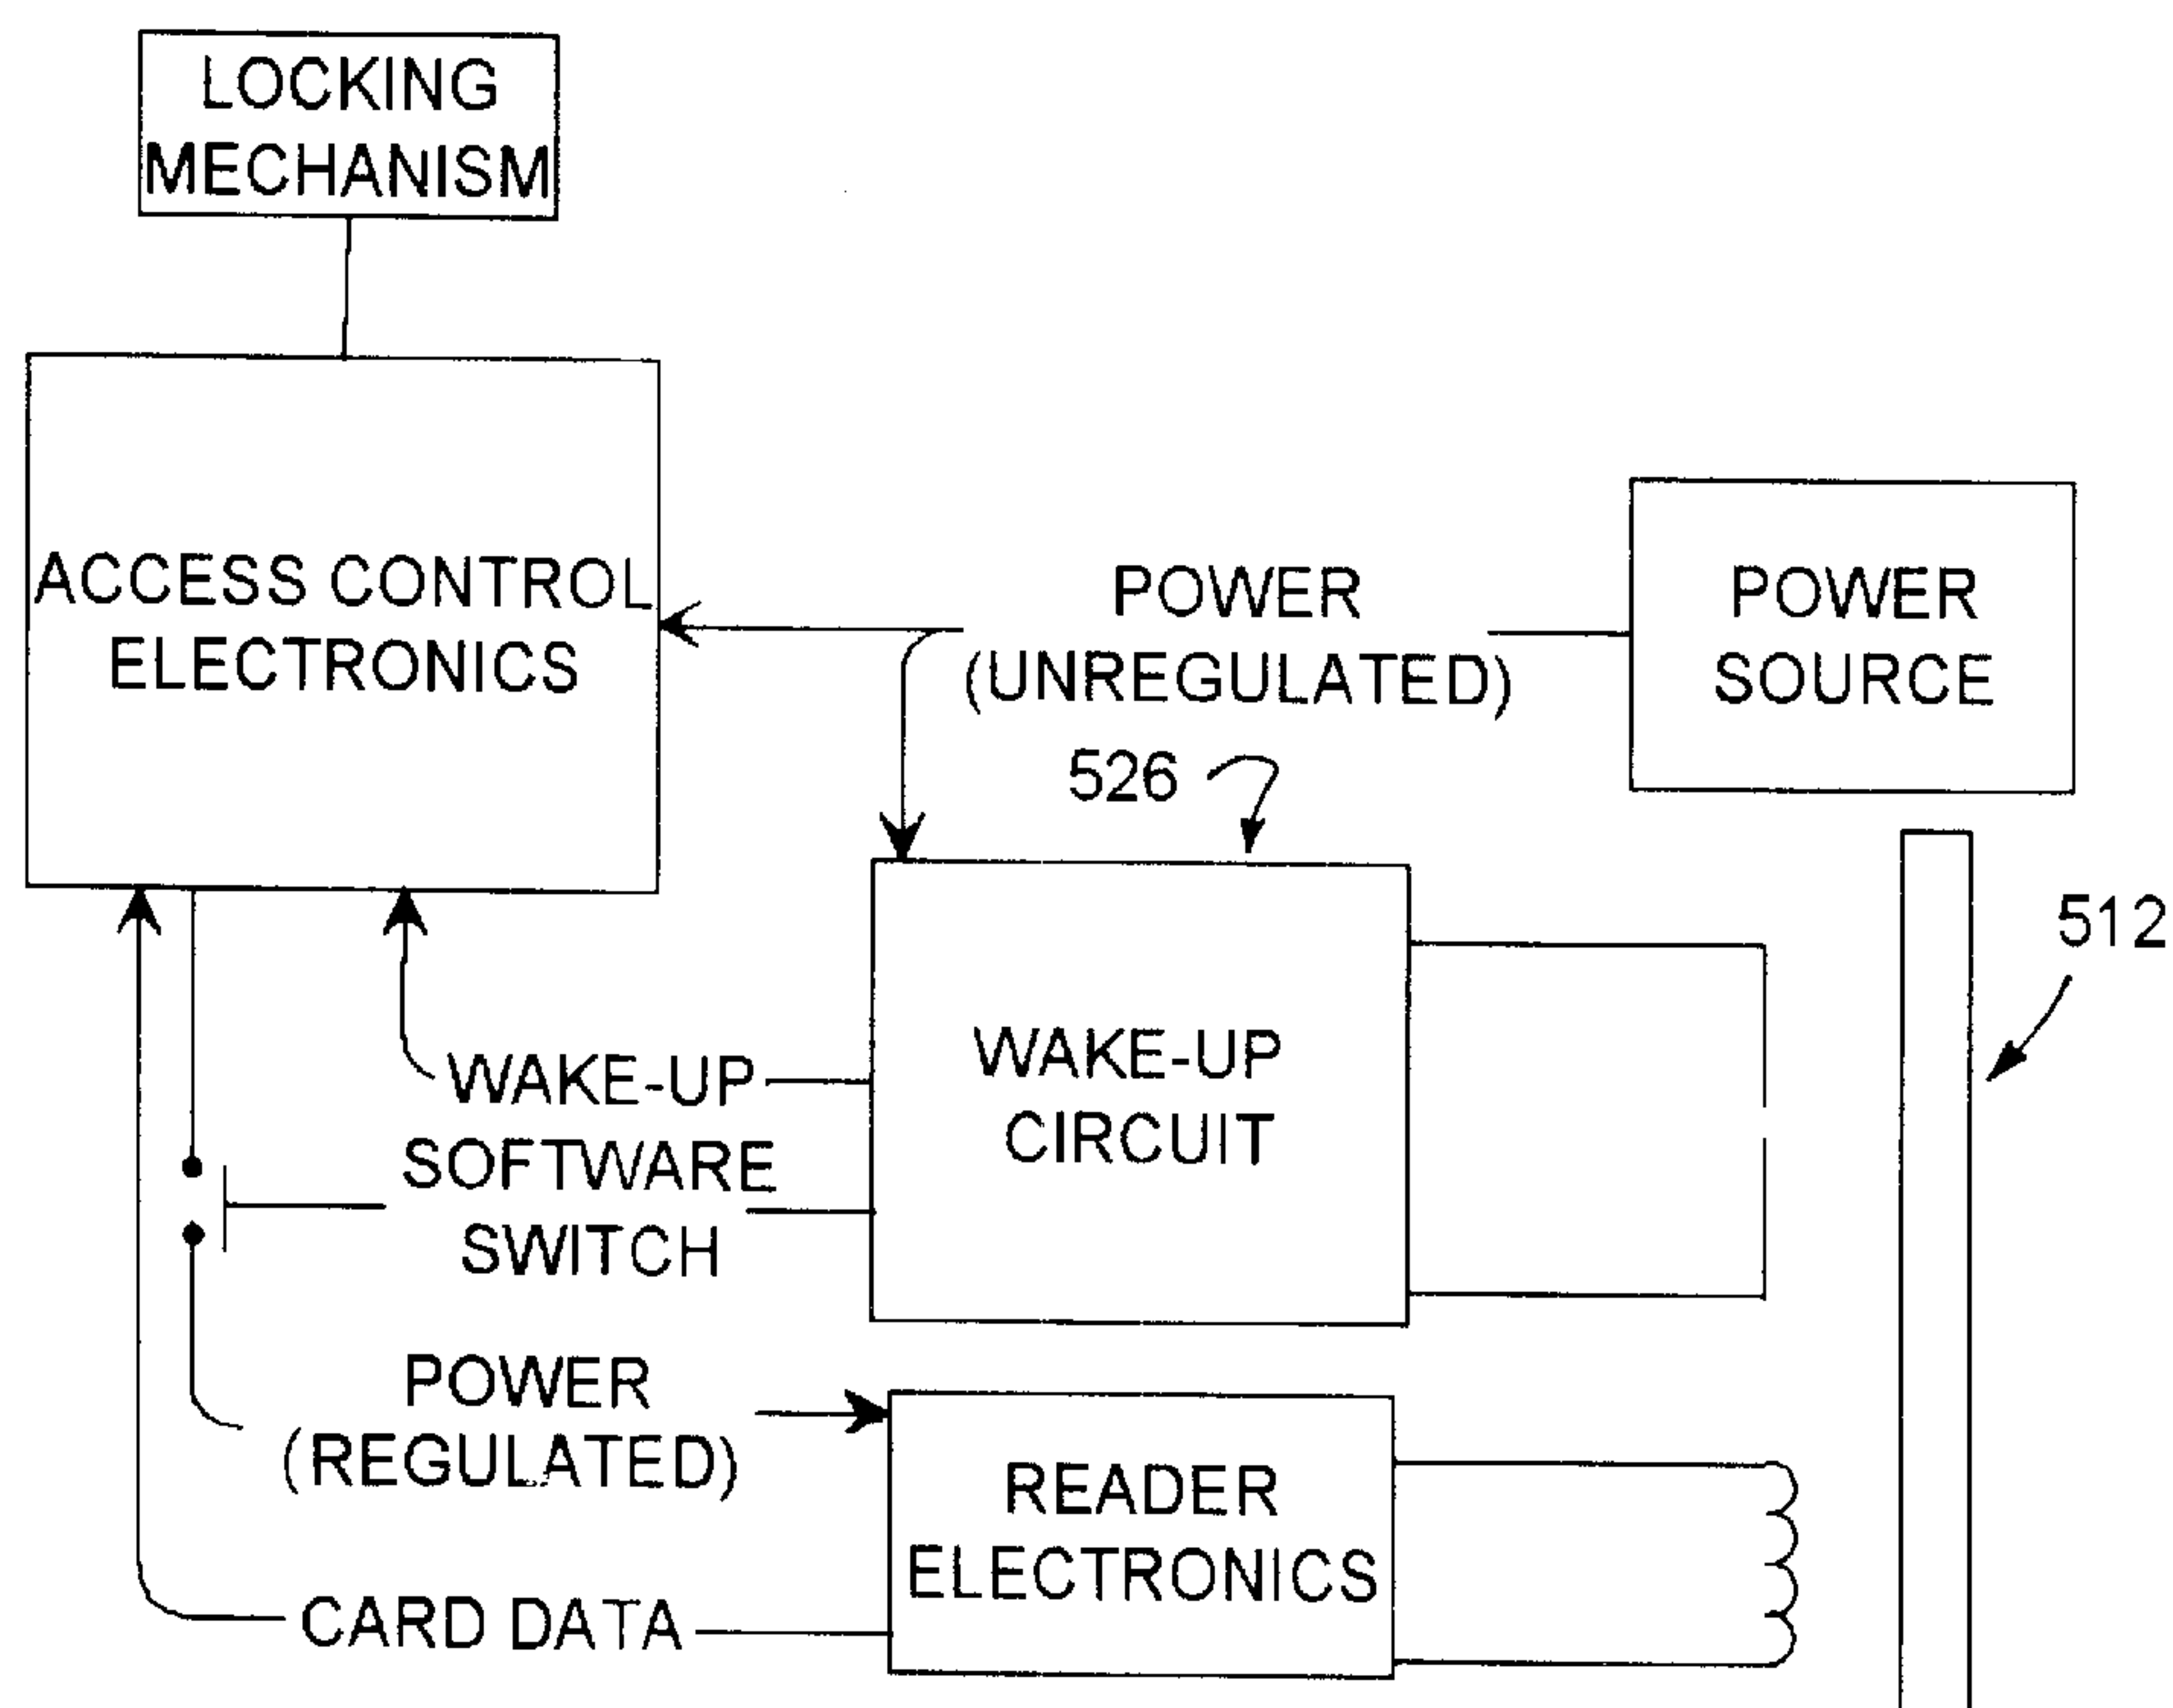 LOCKING
MECHANISM
ACCESS CONTROL
ELECTRONICS
POWER
(UNREGULATED)
POWER
SOURCE
526
512
WAKE-UP
CIRCUIT
WAKE-UP
SOFTWARE
SWITCH
POWER
(REGULATED)
READER
ELECTRONICS
CARD DATA